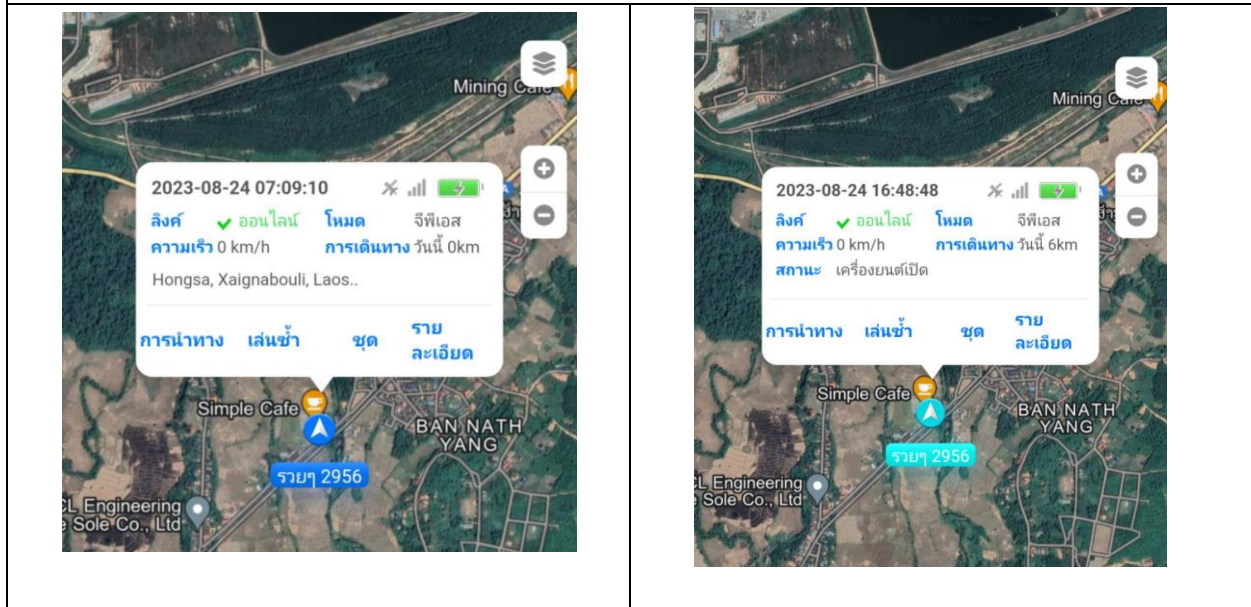 Mining Cafe
2023-08-24 07:09:10
ลิงค์ ออนไลน์ โหมด จีพีเอส
ความเร็ว 0 km/h การเดินทาง วันนี้ 0km
Hongsa, Xaignabouli, Laos..
การนำทาง เล่นซ้ำ ชุด ราย
ละเอียด
Simple Cafe
BAN NATH
YANG
รวยๆ 2956
CL Engineering
Sole Co., Ltd
Mining Cafe
2023-08-24 16:48:48
ลิงค์ ออนไลน์ โหมด จีพีเอส
ความเร็ว 0 km/h การเดินทาง วันนี้ 6km
สถานะ เครื่องยนต์เปิด
การนำทาง เล่นซ้ำ ชุด ราย
ละเอียด
Simple Cafe
BAN NATH
YANG
รวยๆ 2956
Engineering
Sole Co., Ltd